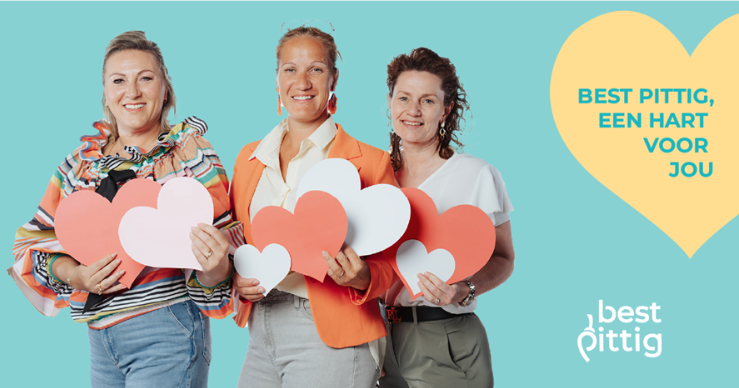 BEST PITTIG,
EEN HART
VOOR
JOU
best
pittig